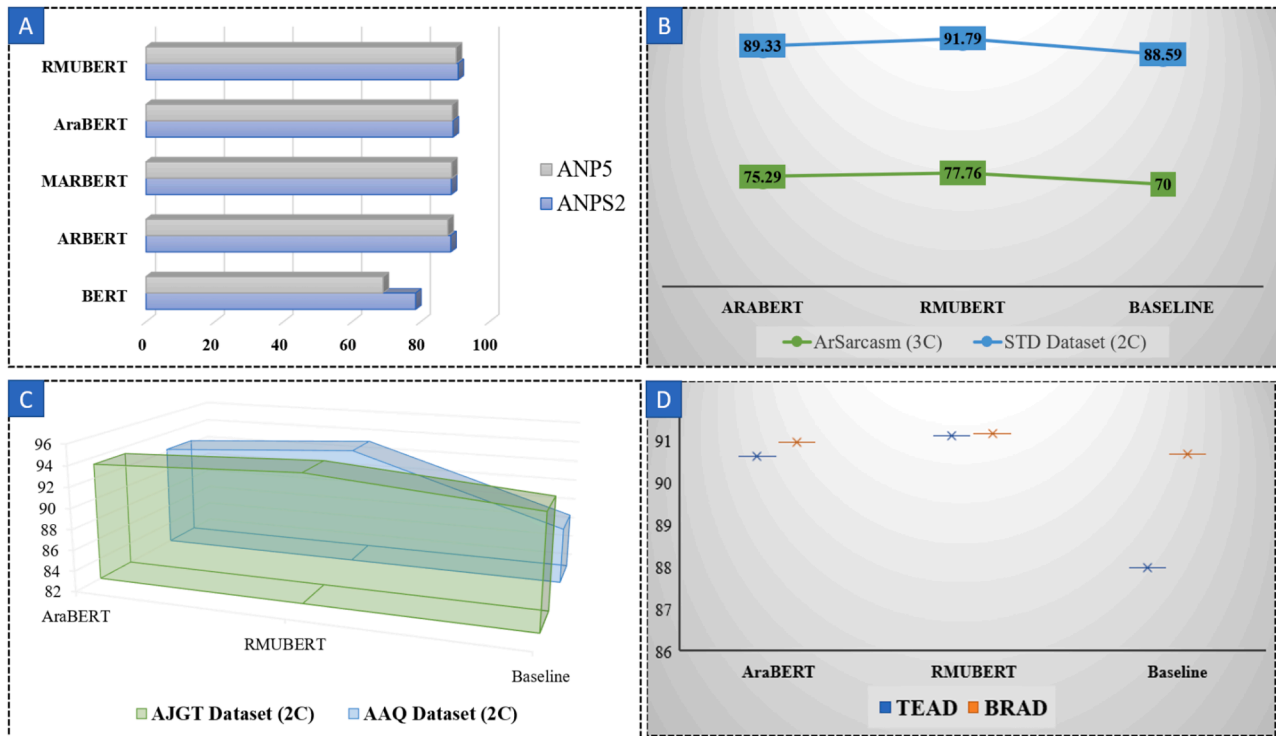 A
RMUBERT
AraBERT
MARBERT
ARBERT
BERT
0 20 40 60 80 100
ANP5
ANPS2
B
89.33 91.79 88.59
75.29 77.76 70
ARABERT RMUBERT BASELINE
ArSarcasm (3C) STD Dataset (2C)
C
96
94
92
90
88
86
84
82
AraBERT
RMUBERT
Baseline
AJGT Dataset (2C) AAQ Dataset (2C)
D
91
90
89
88
87
86
AraBERT RMUBERT Baseline
TEAD BRAD